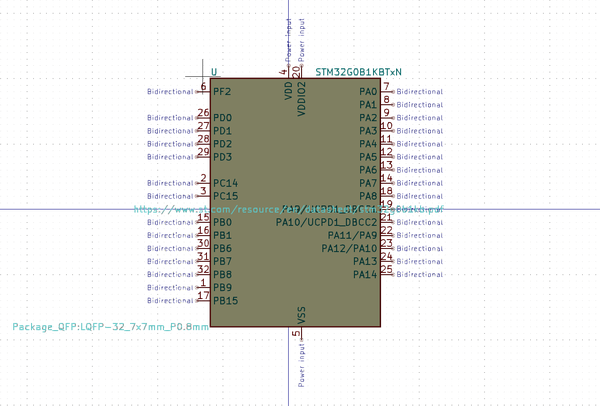 Power input
Power input
U
STM32G0B1KBTxN
4
20
VDD
VDDIO2
Bidirectional 6 PF2 PA0 7 Bidirectional
PA1 8 Bidirectional
Bidirectional 26 PD0 PA2 9 Bidirectional
Bidirectional 27 PD1 PA3 10 Bidirectional
Bidirectional 28 PD2 PA4 11 Bidirectional
Bidirectional 29 PD3 PA5 12 Bidirectional
PA6 13 Bidirectional
Bidirectional 2 PC14 PA7 14 Bidirectional
Bidirectional 3 PC15 PA8 18 Bidirectional
19
Bidirectional 15 PB0 PA10/UCPD1_DBCC2 21 Bidirectional
Bidirectional 16 PB1 PA11/PA9 22 Bidirectional
Bidirectional 30 PB6 PA12/PA10 23 Bidirectional
Bidirectional 31 PB7 PA13 24 Bidirectional
Bidirectional 32 PB8 PA14 25 Bidirectional
Bidirectional 1 PB9
Bidirectional 17 PB15
VSS
Package_QFP:LQFP-32_7x7mm_P0.8mm
5
Power input